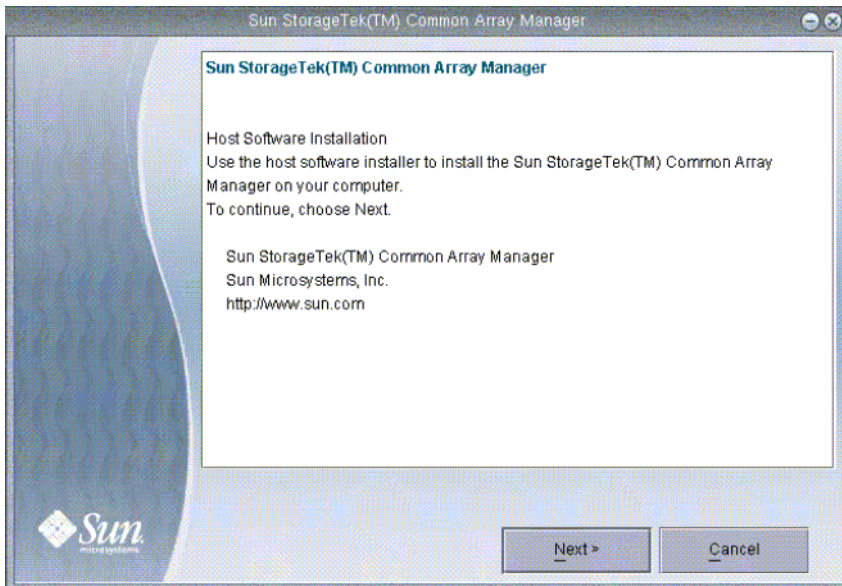 Sun StorageTek(TM) Common Array Manager
Sun StorageTek(TM) Common Array Manager
Host Software Installation
Use the host software installer to install the Sun StorageTek(TM) Common Array
Manager on your computer.
To continue, choose Next.
Sun StorageTek(TM) Common Array Manager
Sun Microsystems, Inc.
http://www.sun.com
Sun
microsystems
Next >
Cancel